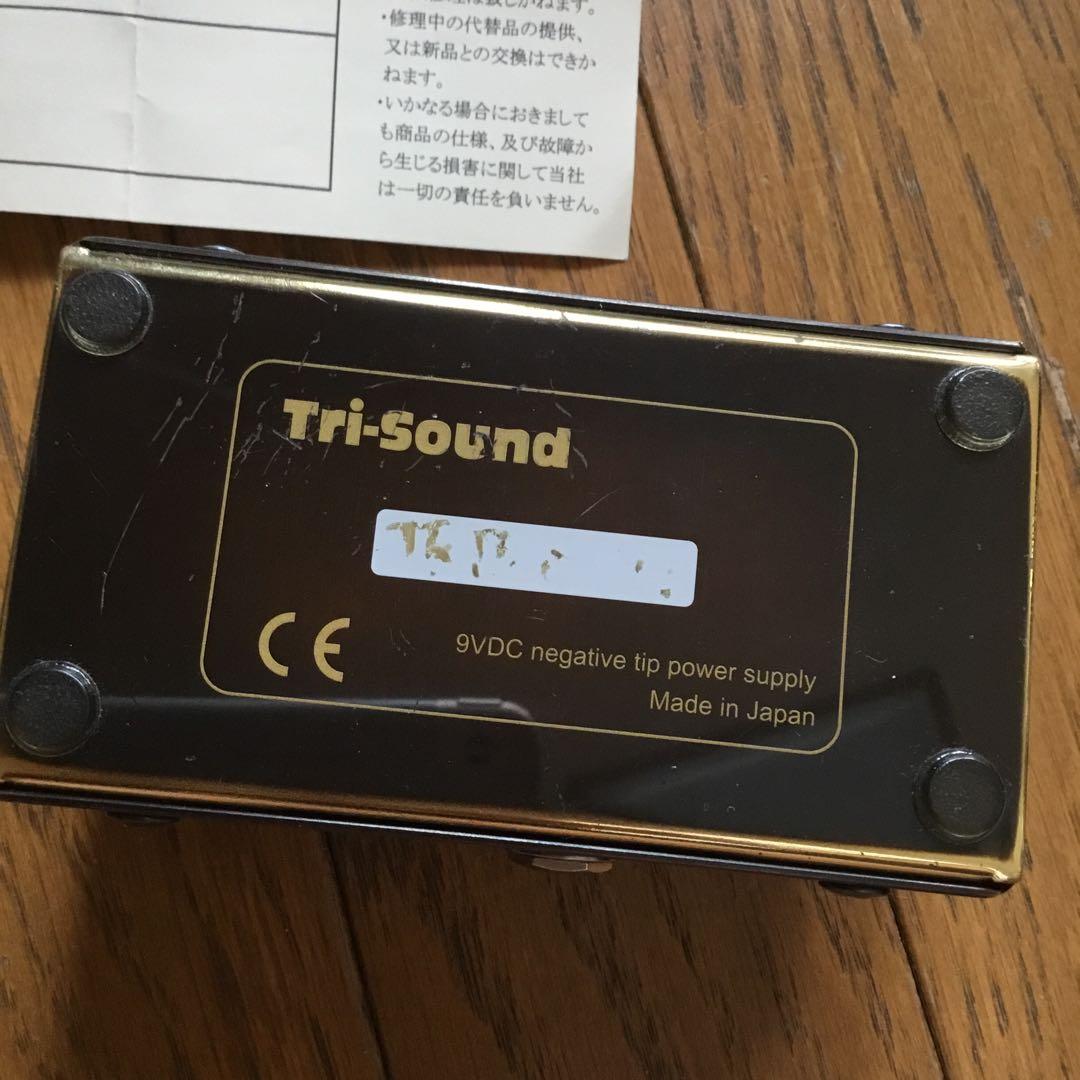 ・修理中の代替品の提供、
又は新品との交換はできか
ねます。
・いかなる場合におきまして
も商品の仕様、及び故障か
ら生じる損害に関して当社
は一切の責任を負いません。
Tri-Sound
CE
9VDC negative tip power supply
Made in Japan